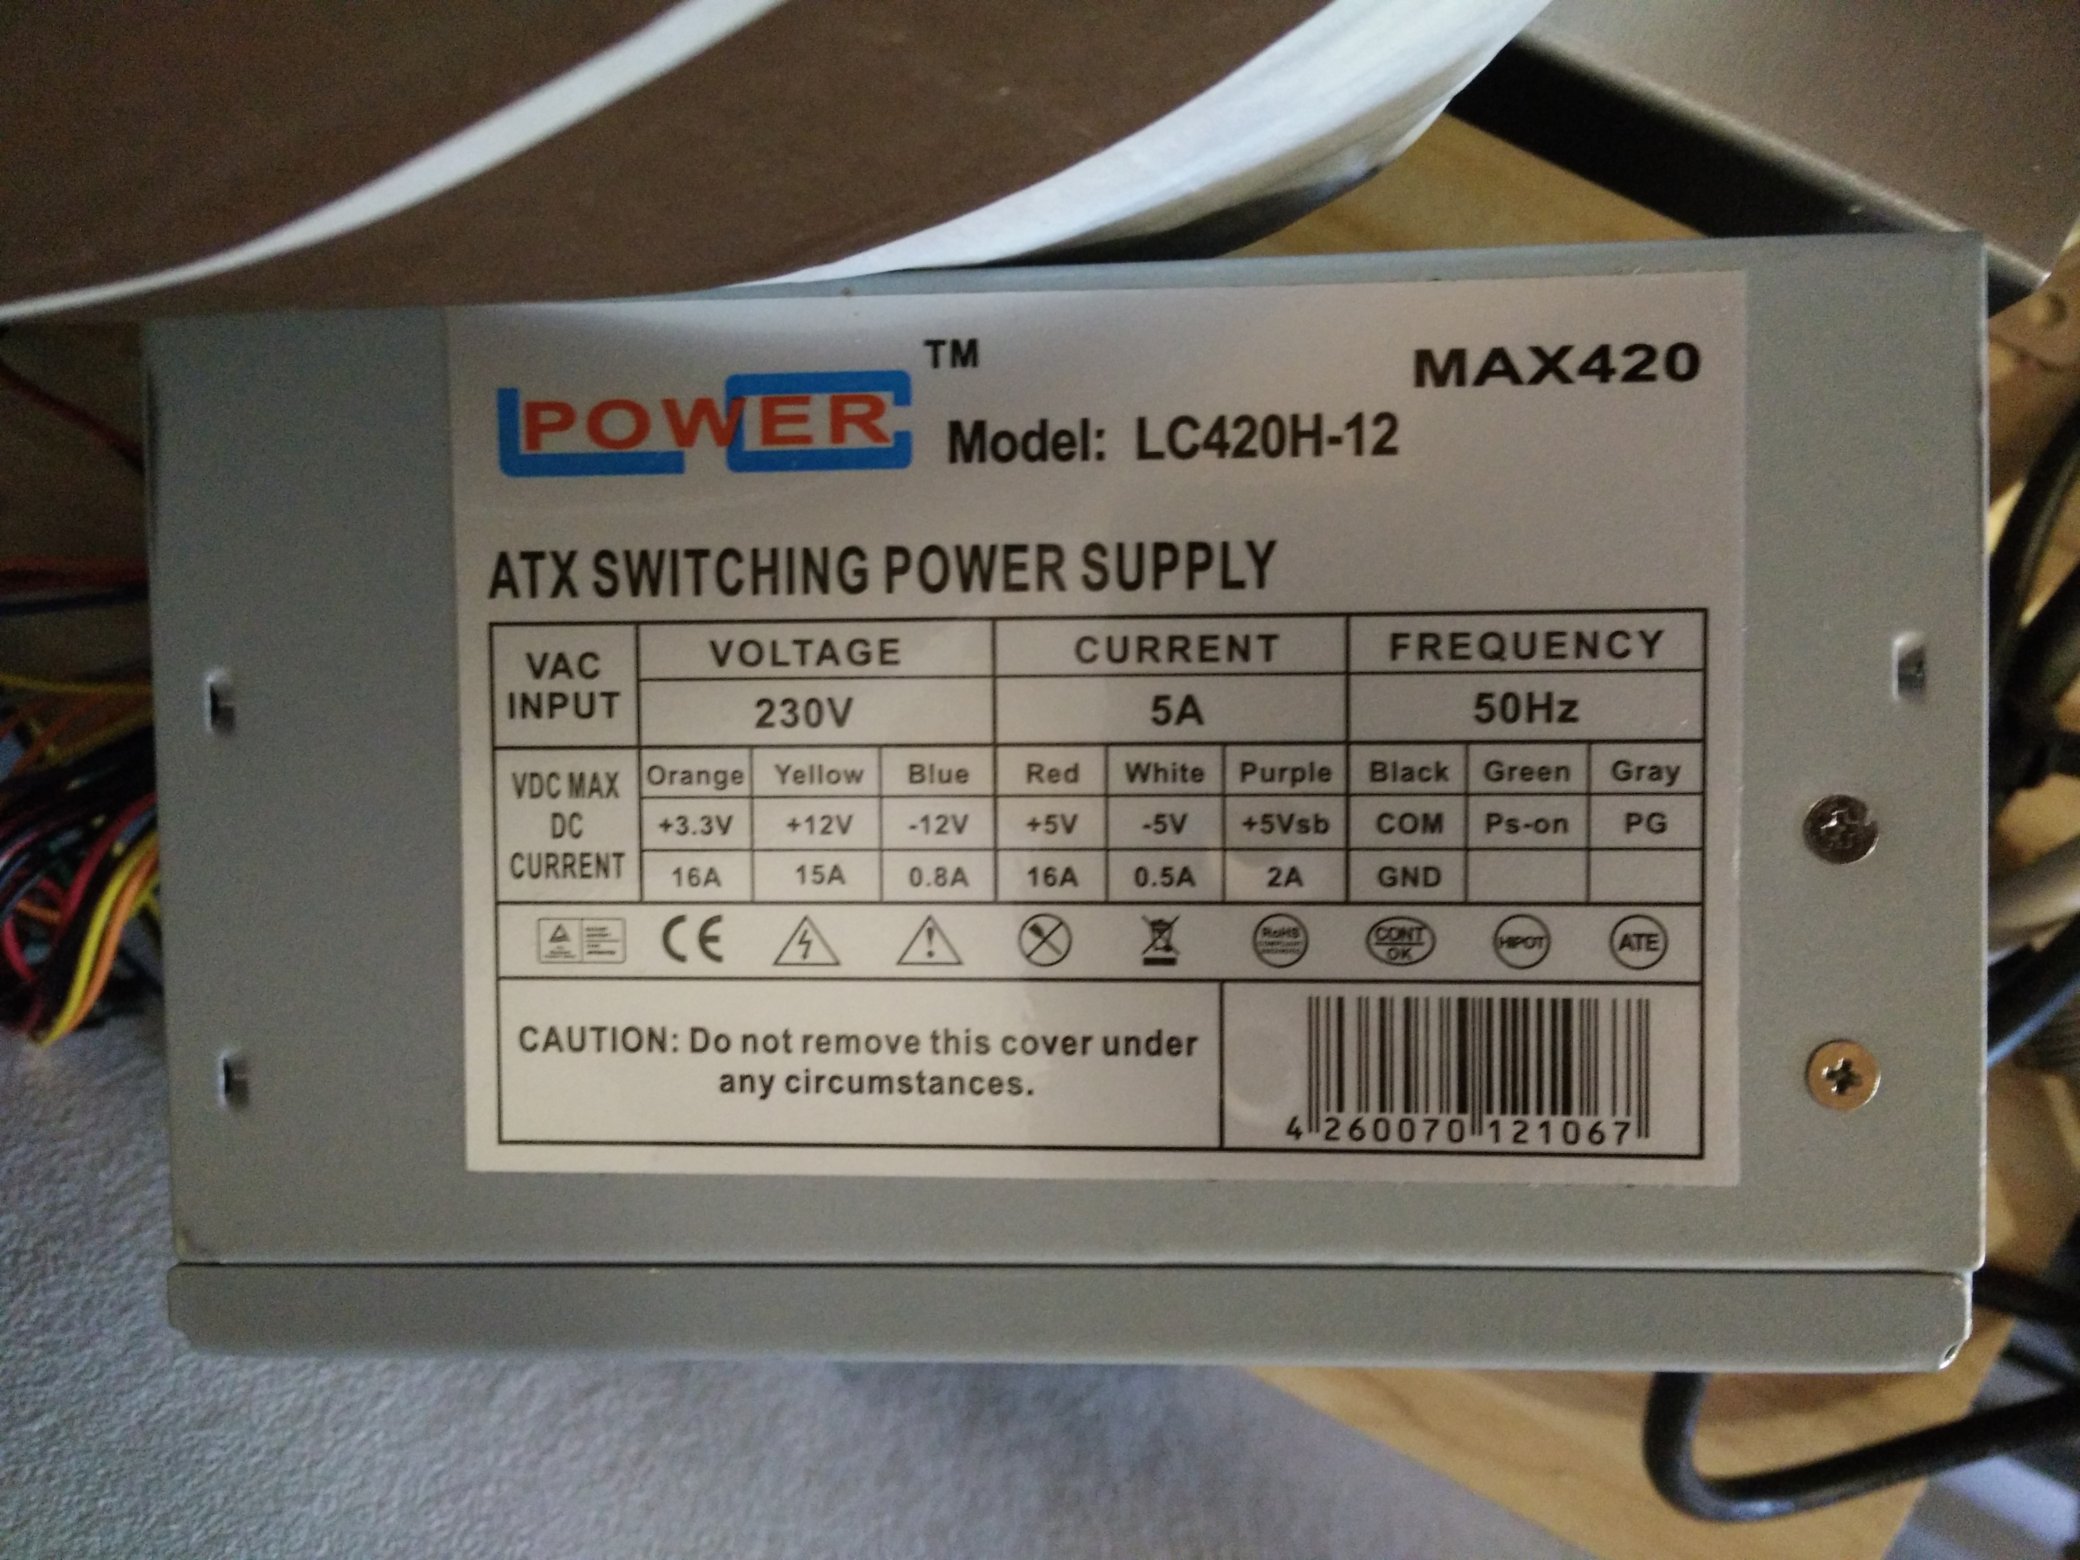 LC POWER TM
MAX420
Model: LC420H-12
ATX SWITCHING POWER SUPPLY
VAC INPUT VOLTAGE CURRENT FREQUENCY
230V 5A 50Hz
VDC MAX DC CURRENT
Orange Yellow Blue Red White Purple Black Green Gray
+3.3V +12V -12V +5V -5V +5Vsb COM Ps-on PG
16A 15A 0.8A 16A 0.5A 2A GND
CE RoHS CONT OK HIPOT ATE
CAUTION: Do not remove this cover under
any circumstances.
4 260070 121067